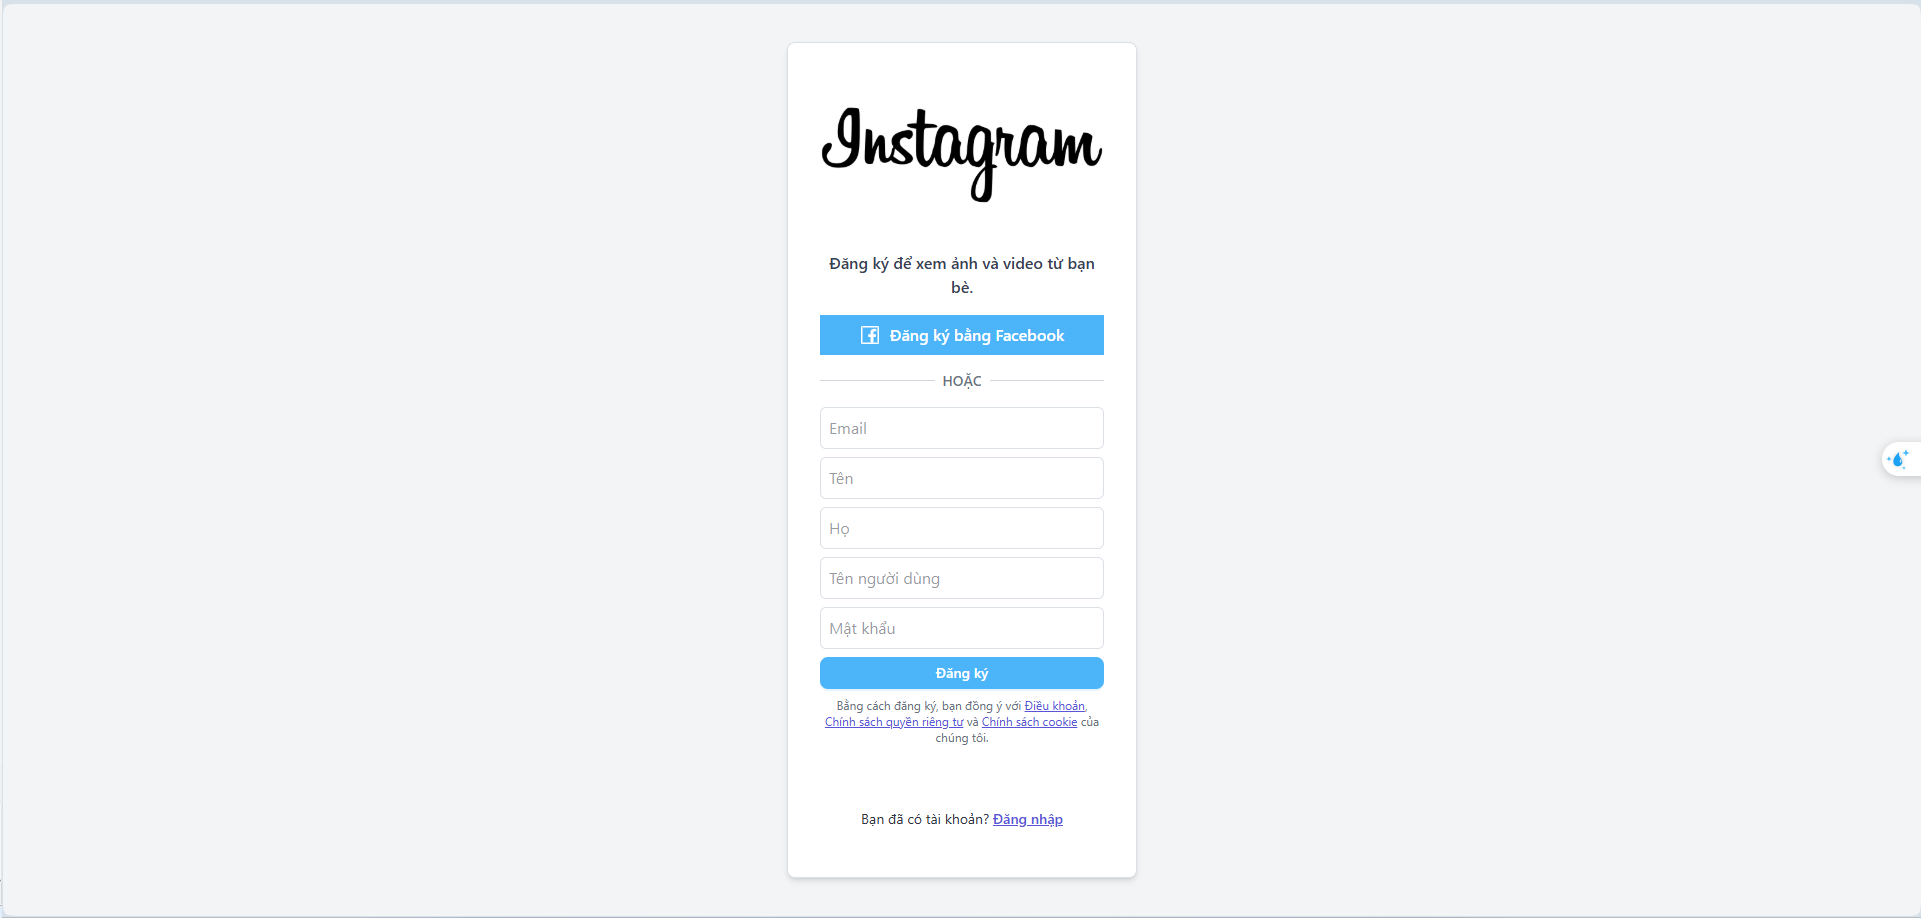 Instagram
Đăng ký để xem ảnh và video từ bạn
bè.
Đăng ký bằng Facebook
HOẶC
Email
Tên
Họ
Tên người dùng
Mật khẩu
Đăng ký
Bằng cách đăng ký, bạn đồng ý với Điều khoản,
Chính sách quyền riêng tư và Chính sách cookie của
chúng tôi.
Bạn đã có tài khoản? Đăng nhập